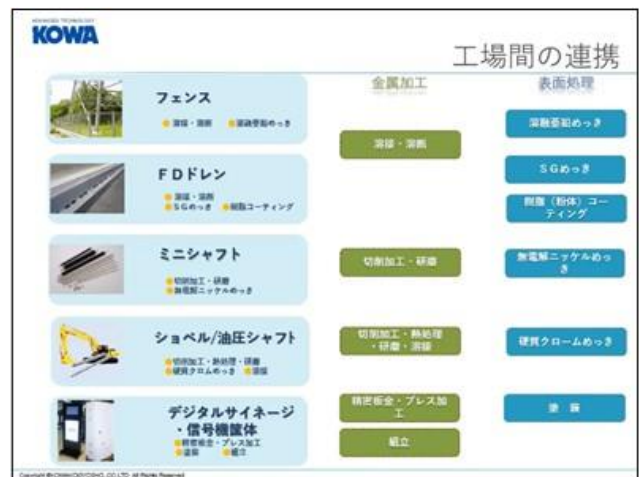 ADVANCED TECHNOLOGY
KOWA
工場間の連携
金属加工
表面処理
フェンス
溶接・溶断 溶融亜鉛めっき
溶接・溶断
溶融亜鉛めっき
FDドレン
溶接・溶断
SGめっき 樹脂コーティング
SGめっき
樹脂（粉体）コー
ティング
ミニシャフト
切削加工・研磨
無電解ニッケルめっき
切削加工・研磨
無電解ニッケルめっ
き
ショベル/油圧シャフト
切削加工・熱処理・研磨
硬質クロムめっき 溶接
切削加工・熱処理
・研磨・溶接
硬質クロームめっき
デジタルサイネージ
・信号機筐体
精密板金・プレス加工
塗装 組立
精密板金・プレス加
工
組立
塗 装